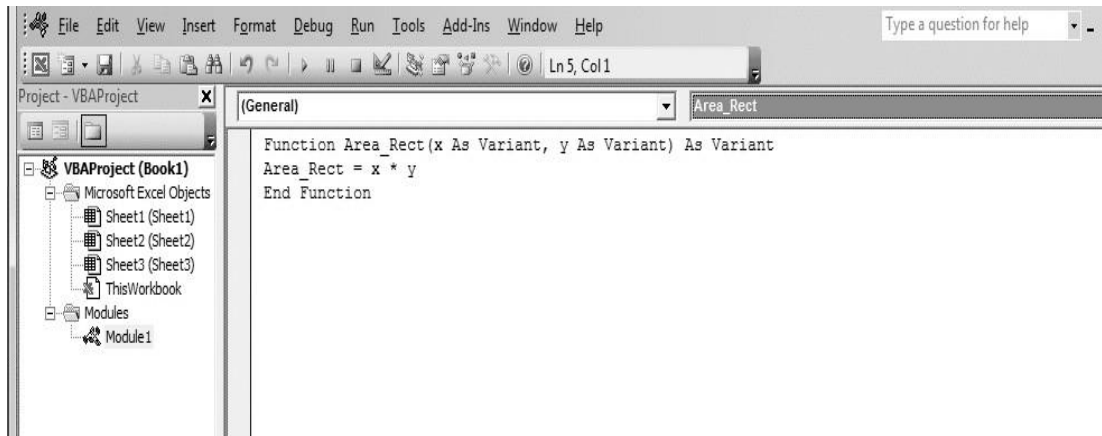 File Edit View Insert Format Debug Run Tools Add-Ins Window Help Type a question for help
Ln 5, Col 1
Project - VBAProject
(General) Area_Rect
VBAProject (Book1)
Microsoft Excel Objects
Sheet1 (Sheet1)
Sheet2 (Sheet2)
Sheet3 (Sheet3)
ThisWorkbook
Modules
Module1
Function Area_Rect(x As Variant, y As Variant) As Variant
Area_Rect = x * y
End Function